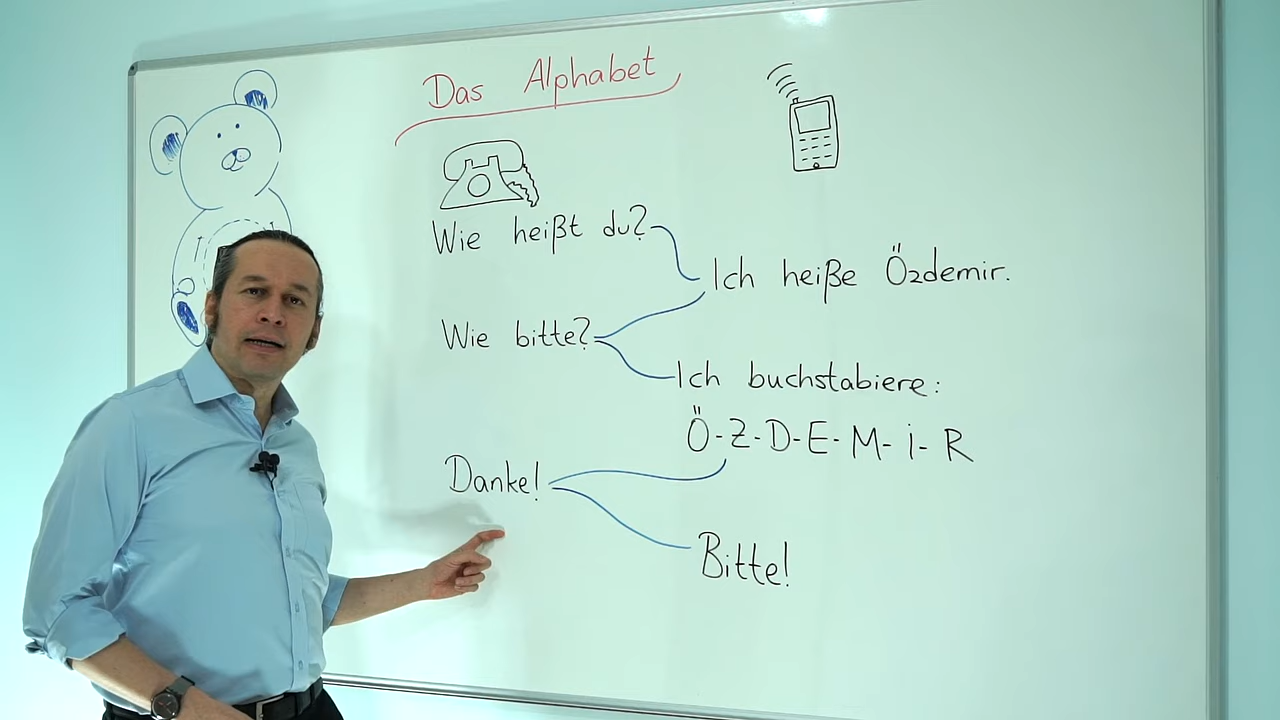 Das Alphabet
Wie heißt du?
Ich heiße Özdemir.
Wie bitte?
Ich buchstabiere:
Ö-Z-D-E-M-i-R
Danke!
Bitte!